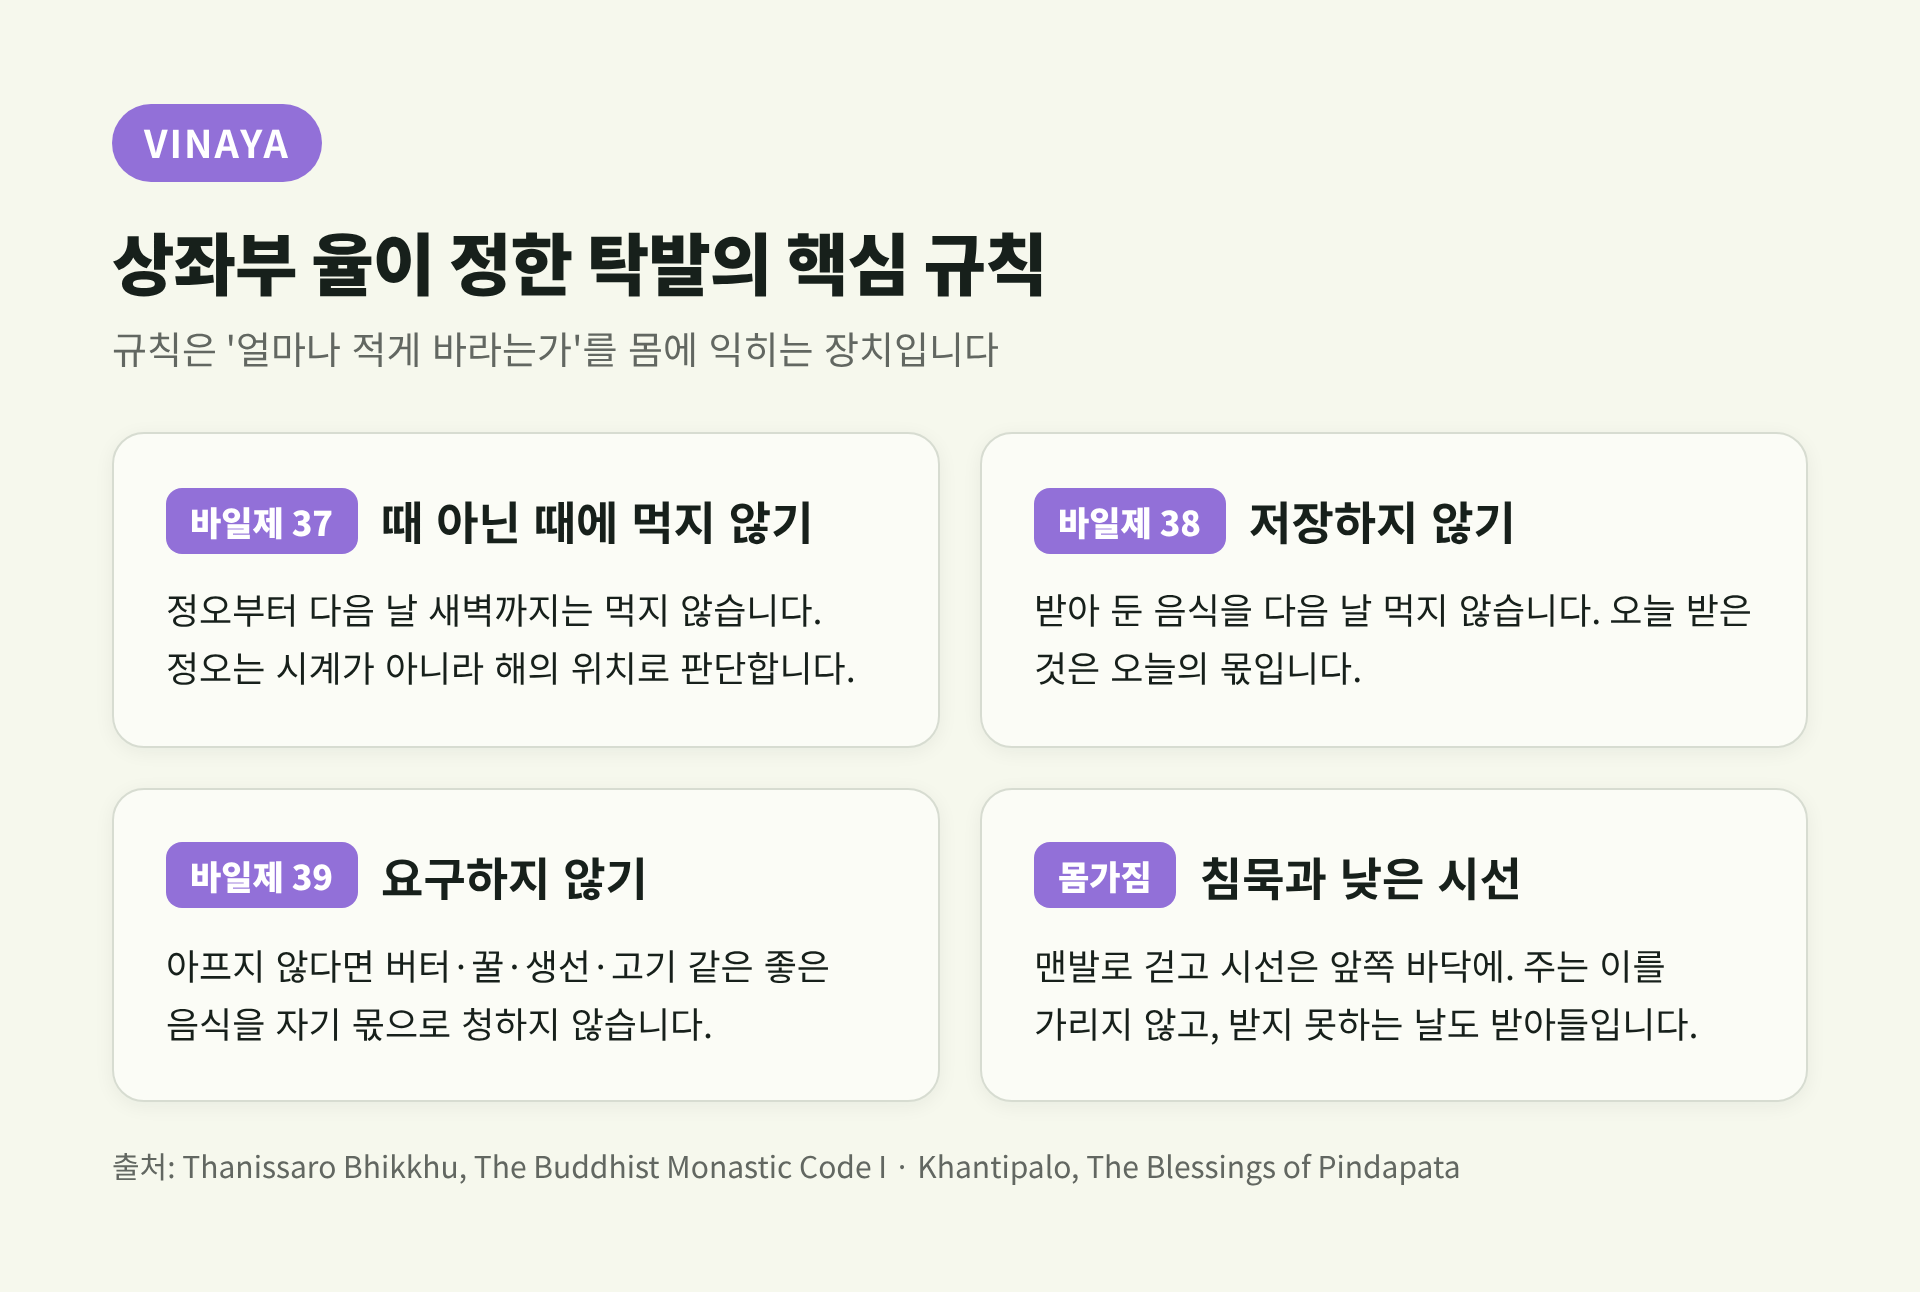 VINAYA
상좌부 율이 정한 탁발의 핵심 규칙
규칙은 '얼마나 적게 바라는가'를 몸에 익히는 장치입니다
바일제 37 때 아닌 때에 먹지 않기
정오부터 다음 날 새벽까지는 먹지 않습니다.
정오는 시계가 아니라 해의 위치로 판단합니다.
바일제 38 저장하지 않기
받아 둔 음식을 다음 날 먹지 않습니다. 오늘 받은
것은 오늘의 몫입니다.
바일제 39 요구하지 않기
아프지 않다면 버터·꿀·생선·고기 같은 좋은
음식을 자기 몫으로 청하지 않습니다.
몸가짐 침묵과 낮은 시선
맨발로 걷고 시선은 앞쪽 바닥에. 주는 이를
가리지 않고, 받지 못하는 날도 받아들입니다.
출처: Thanissaro Bhikkhu, The Buddhist Monastic Code I · Khantipalo, The Blessings of Pindapata